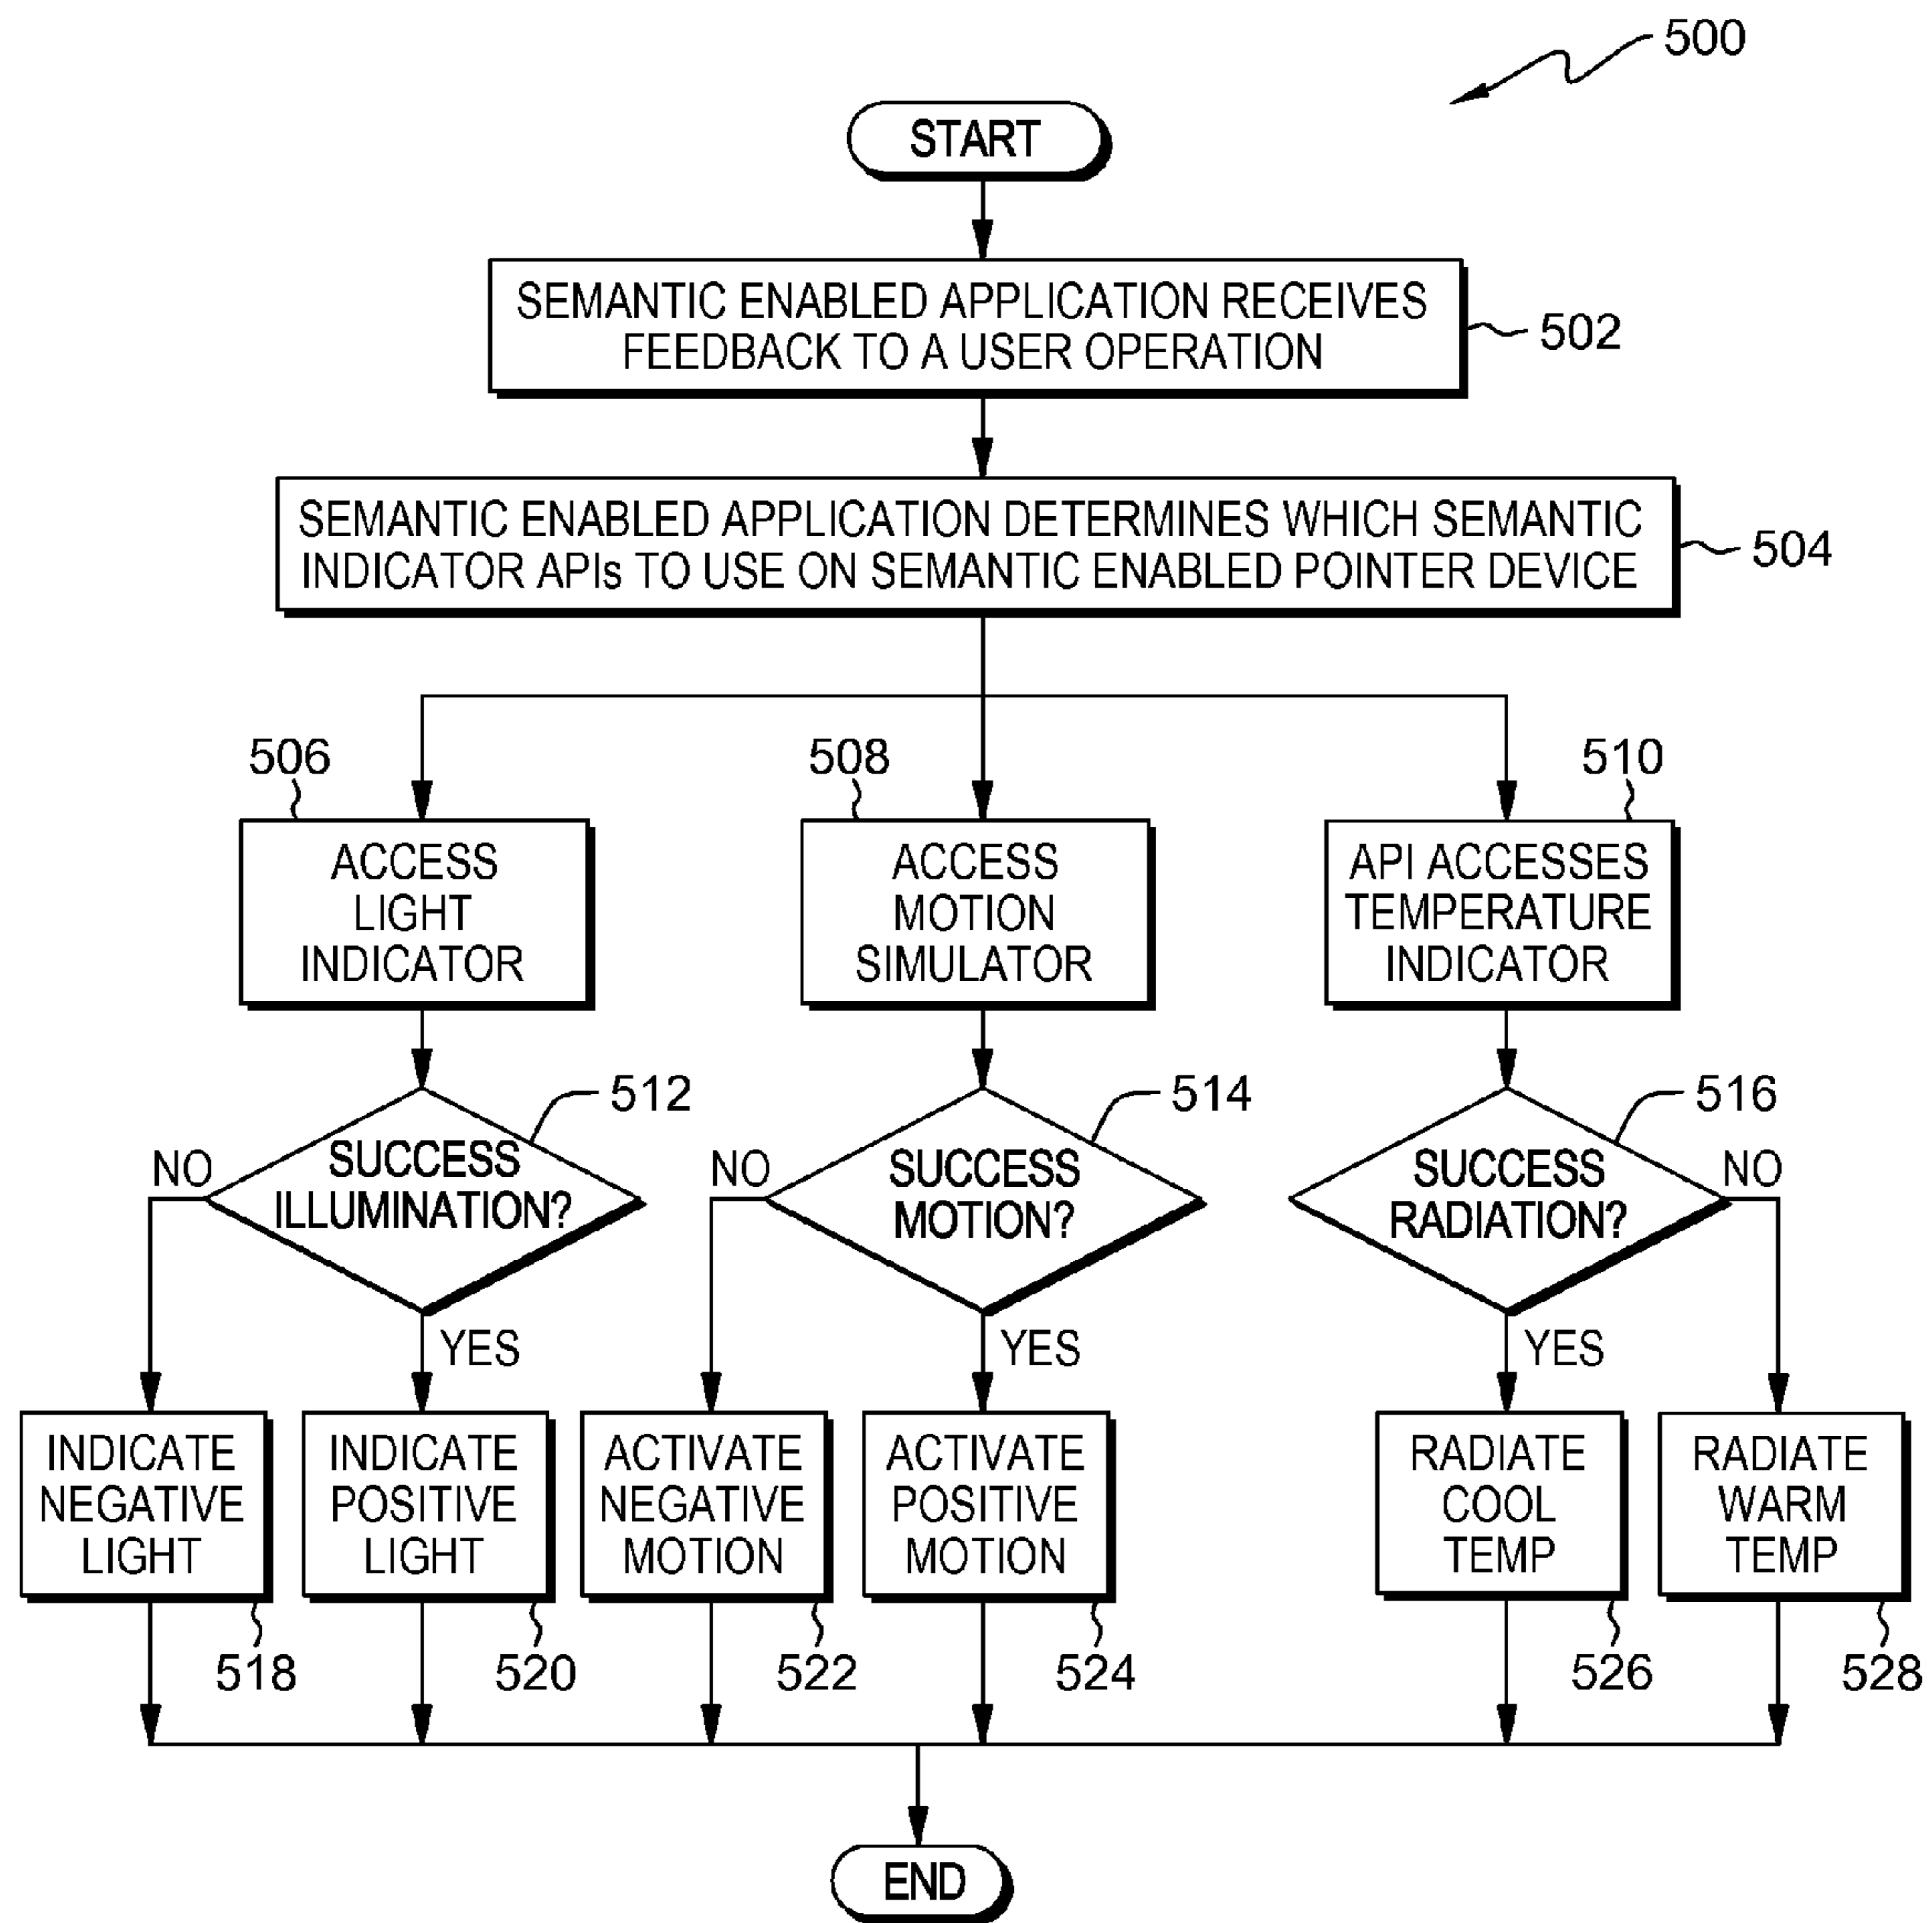 500
START
SEMANTIC ENABLED APPLICATION RECEIVES
FEEDBACK TO A USER OPERATION
502
SEMANTIC ENABLED APPLICATION DETERMINES WHICH SEMANTIC
INDICATOR APIs TO USE ON SEMANTIC ENABLED POINTER DEVICE
504
506
ACCESS
LIGHT
INDICATOR
508
ACCESS
MOTION
SIMULATOR
510
API ACCESSES
TEMPERATURE
INDICATOR
512
SUCCESS
ILLUMINATION?
NO
YES
514
SUCCESS
MOTION?
NO
YES
516
SUCCESS
RADIATION?
YES
NO
INDICATE
NEGATIVE
LIGHT
518
INDICATE
POSITIVE
LIGHT
520
ACTIVATE
NEGATIVE
MOTION
522
ACTIVATE
POSITIVE
MOTION
524
RADIATE
COOL
TEMP
526
RADIATE
WARM
TEMP
528
END